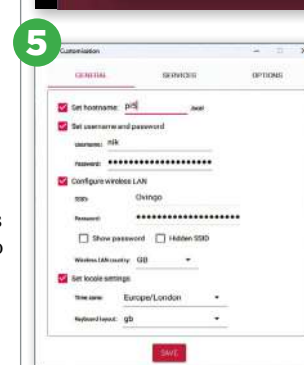 5
Customisation
GENERAL SERVICES OPTIONS
Set hostname: pi5 .local
Set username and password
Username: nik
Password: ••••••••••••••••••••
Configure wireless LAN
SSID: Ovingo
Password: ••••••••••••••••••••
Show password Hidden SSID
Wireless LAN country: GB
Set locale settings
Time zone: Europe/London
Keyboard layout: gb
SAVE
s
o